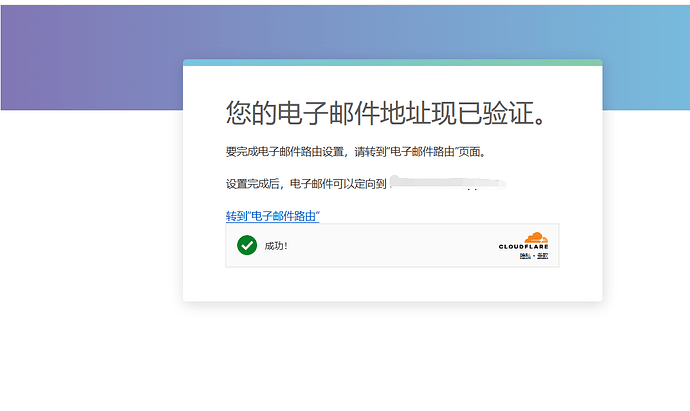 您的电子邮件地址现已验证。
要完成电子邮件路由设置，请转到“电子邮件路由”页面。
设置完成后，电子邮件可以定向到
转到“电子邮件路由”
成功！
CLOUDFLARE
隐私 • 条款